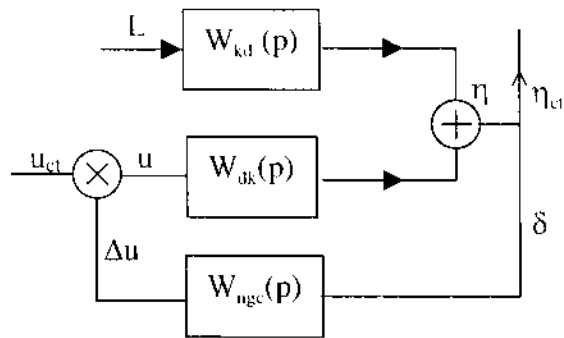 L
W_kd (p)
η
η_ct
u_ct
u
W_dk(p)
Δu
W_ngc(p)
δ